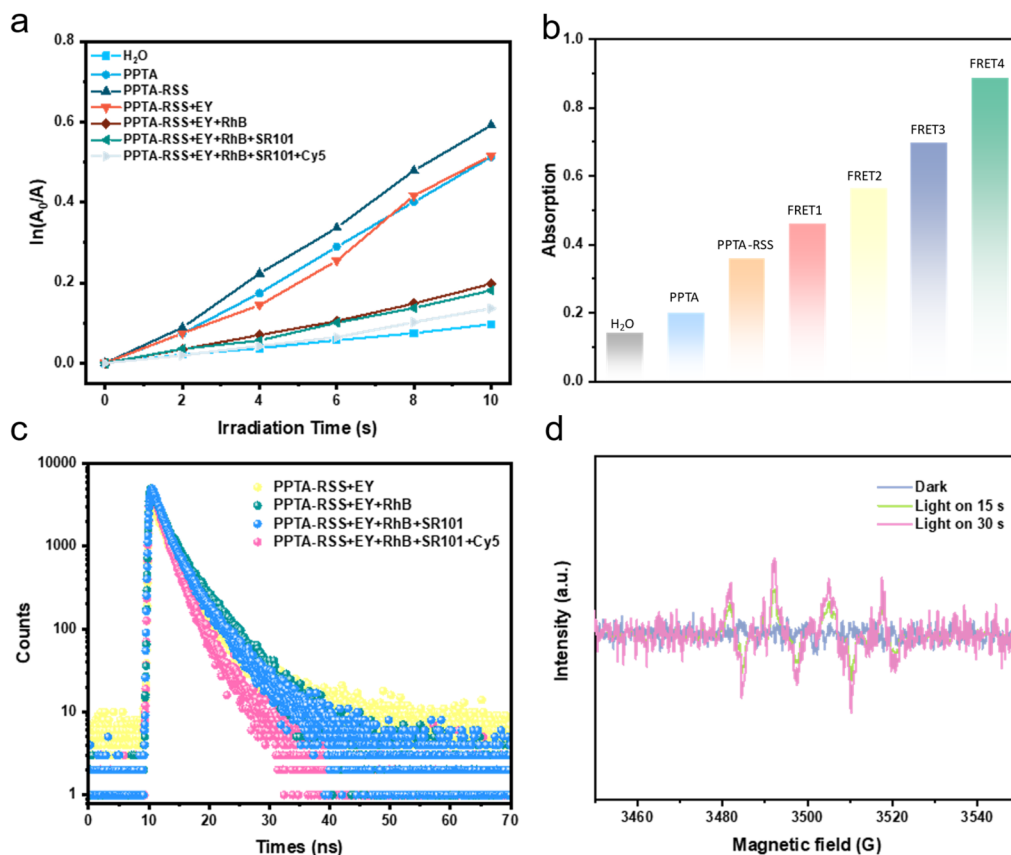 a
0.8
0.6
0.4
0.2
0.0
ln(A₀/A)
H₂O
PPTA
PPTA-RSS
PPTA-RSS+EY
PPTA-RSS+EY+RhB
PPTA-RSS+EY+RhB+SR101
PPTA-RSS+EY+RhB+SR101+Cy5
0 2 4 6 8 10
Irradiation Time (s)
b
1.0
0.8
0.6
0.4
0.2
0.0
Absorption
H₂O
PPTA
PPTA-RSS
FRET1
FRET2
FRET3
FRET4
c
10000
1000
100
10
1
Counts
PPTA-RSS+EY
PPTA-RSS+EY+RhB
PPTA-RSS+EY+RhB+SR101
PPTA-RSS+EY+RhB+SR101+Cy5
0 10 20 30 40 50 60 70
Times (ns)
d
Intensity (a.u.)
Dark
Light on 15 s
Light on 30 s
3460 3480 3500 3520 3540
Magnetic field (G)